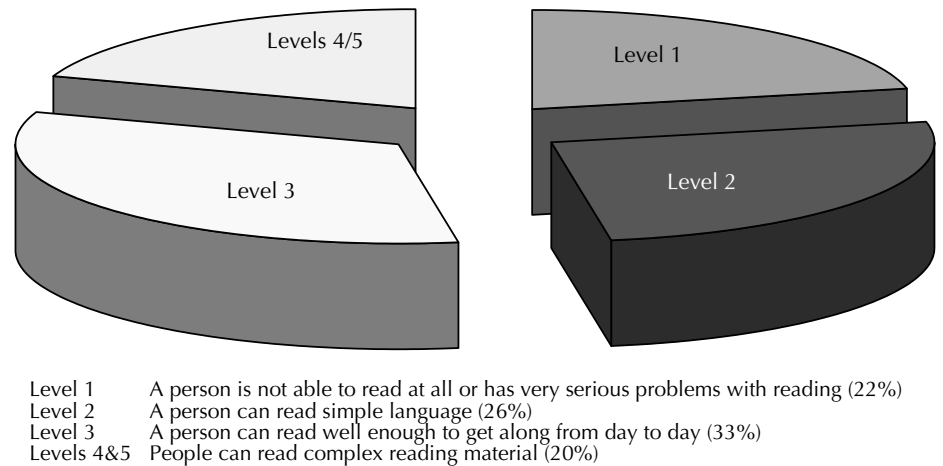 Levels 4/5
Level 1
Level 3
Level 2
Level 1 A person is not able to read at all or has very serious problems with reading (22%)
Level 2 A person can read simple language (26%)
Level 3 A person can read well enough to get along from day to day (33%)
Levels 4&5 People can read complex reading material (20%)